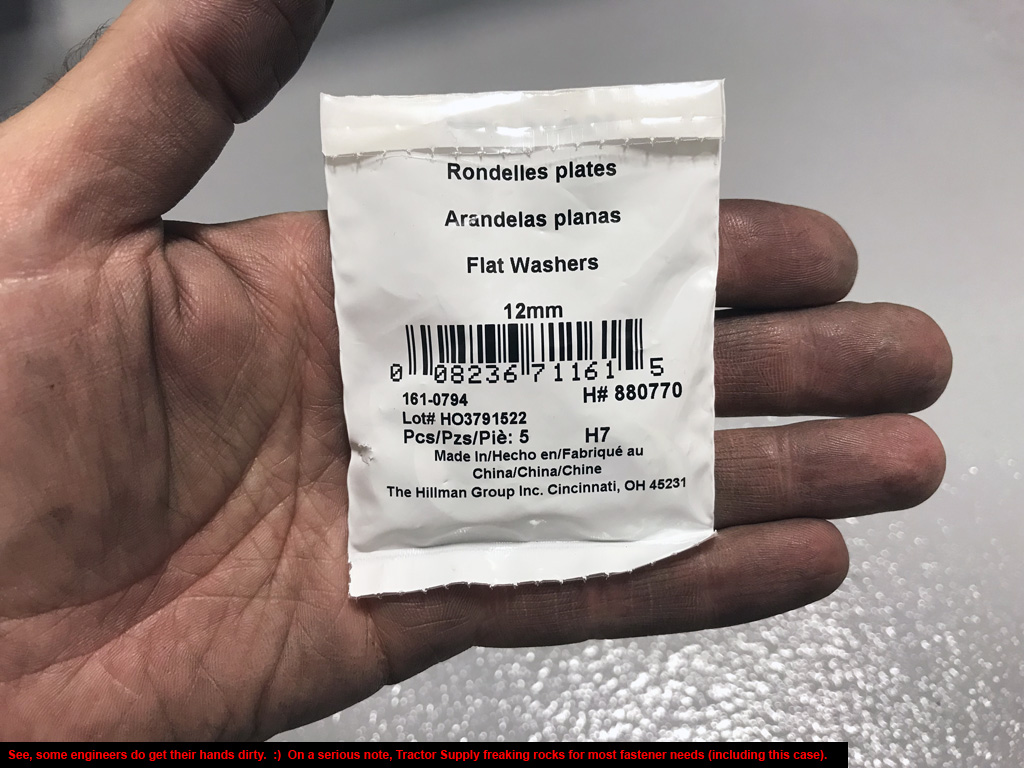 Rondelles plates
Arandelas planas
Flat Washers
12mm
0 08236 71161 5
161-0794 H# 880770
Lot# HO3791522
Pcs/Pzs/Piè: 5 H7
Made In/Hecho en/Fabriqué au
China/China/Chine
The Hillman Group Inc. Cincinnati, OH 45231
See, some engineers do get their hands dirty. :) On a serious note, Tractor Supply freaking rocks for most fastener needs (including this case).